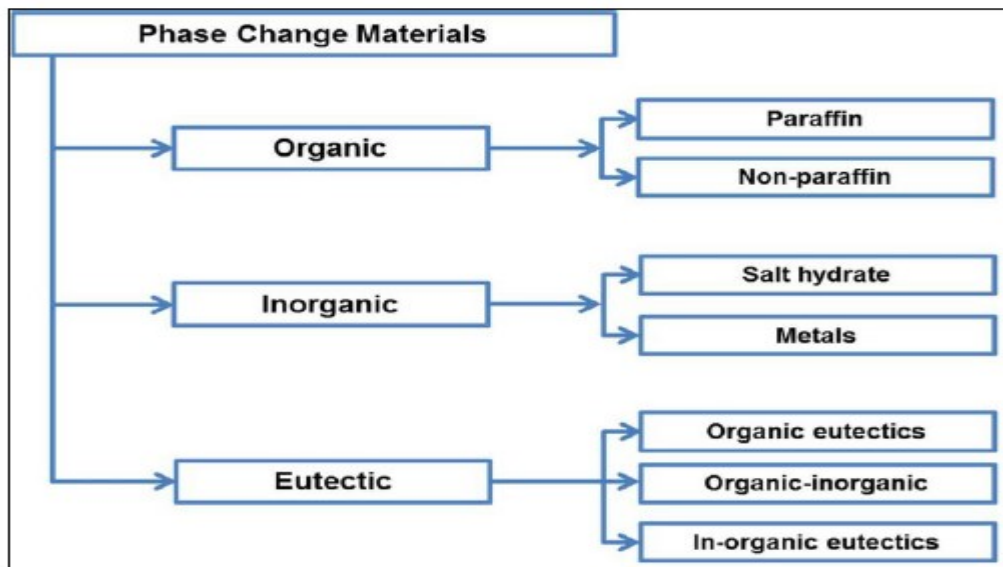 Phase Change Materials
Organic
Paraffin
Non-paraffin
Inorganic
Salt hydrate
Metals
Eutectic
Organic eutectics
Organic-inorganic
In-organic eutectics